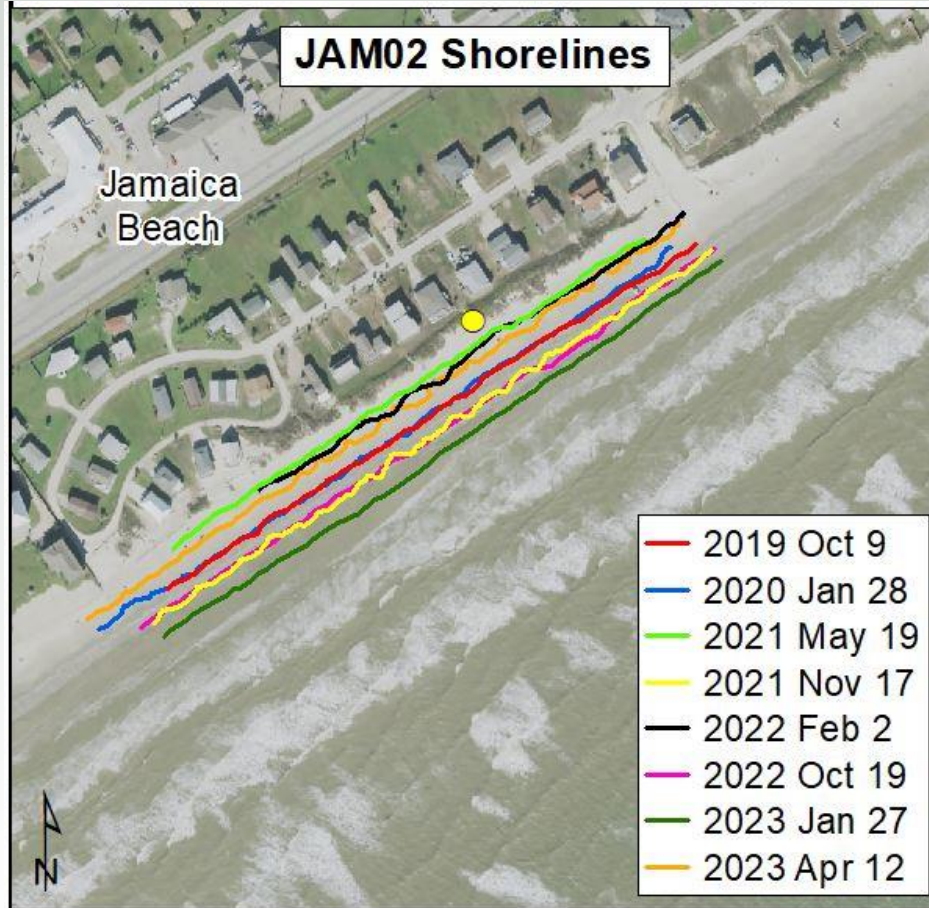 JAM02 Shorelines
Jamaica
Beach
2019 Oct 9
2020 Jan 28
2021 May 19
2021 Nov 17
2022 Feb 2
2022 Oct 19
2023 Jan 27
2023 Apr 12
N